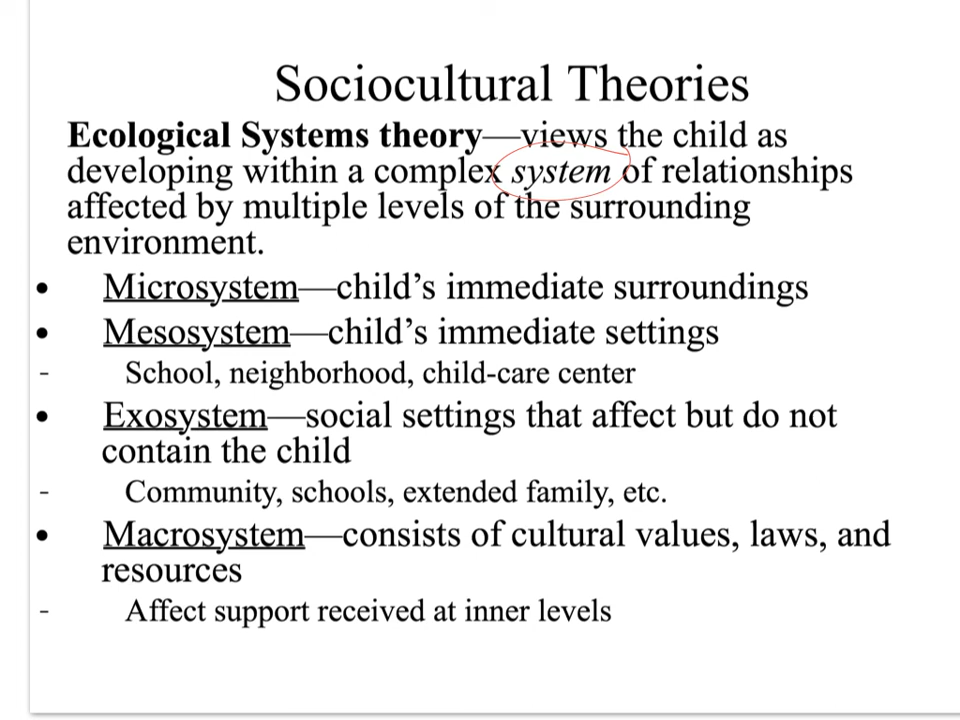 Sociocultural Theories
Ecological Systems theory—views the child as
developing within a complex system of relationships
affected by multiple levels of the surrounding
environment.
• Microsystem—child’s immediate surroundings
• Mesosystem—child’s immediate settings
- School, neighborhood, child-care center
• Exosystem—social settings that affect but do not
contain the child
- Community, schools, extended family, etc.
• Macrosystem—consists of cultural values, laws, and
resources
- Affect support received at inner levels